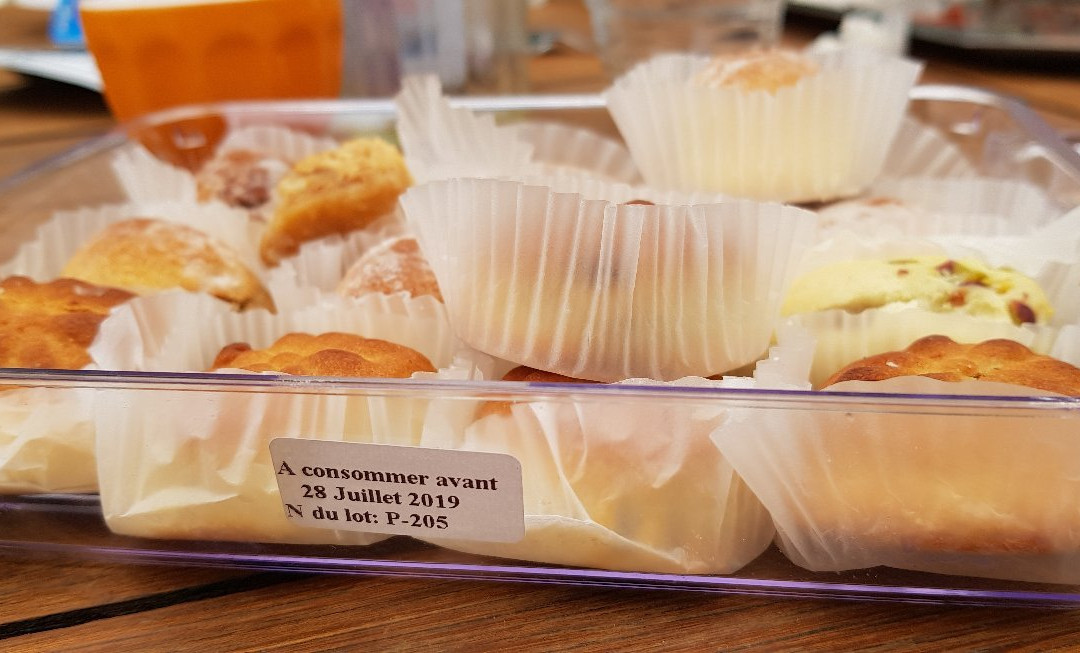 A consommer avant
28 Juillet 2019
N du lot: P-205